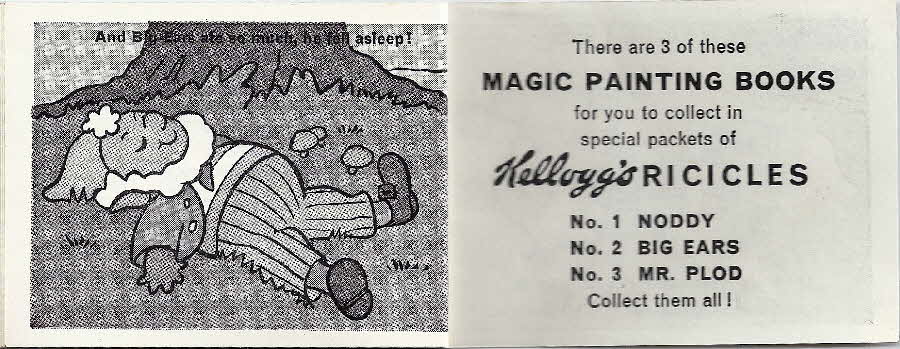 And Big Ears ate so much, he fell asleep!
There are 3 of these
MAGIC PAINTING BOOKS
for you to collect in
special packets of
Kellogg's RICICLES
No. 1 NODDY
No. 2 BIG EARS
No. 3 MR. PLOD
Collect them all!